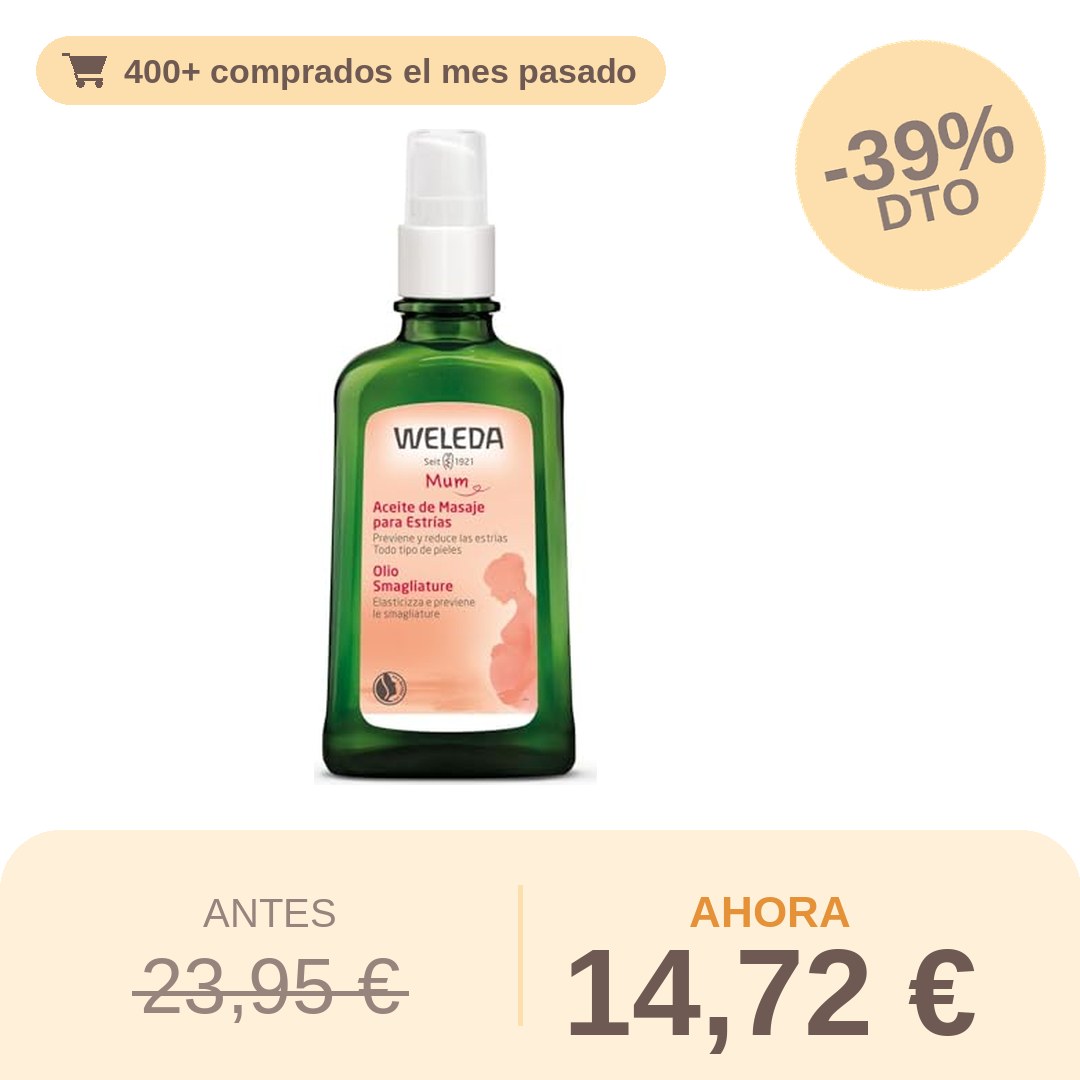 400+ comprados el mes pasado
-39%
DTO
WELEDA
Seit 1921
Mum
Aceite de Masaje
para Estrías
Previene y reduce las estrías
Todo tipo de pieles
Olio
Smagliature
Elasticizza e previene
le smagliature
ANTES
23,95 €
AHORA
14,72 €